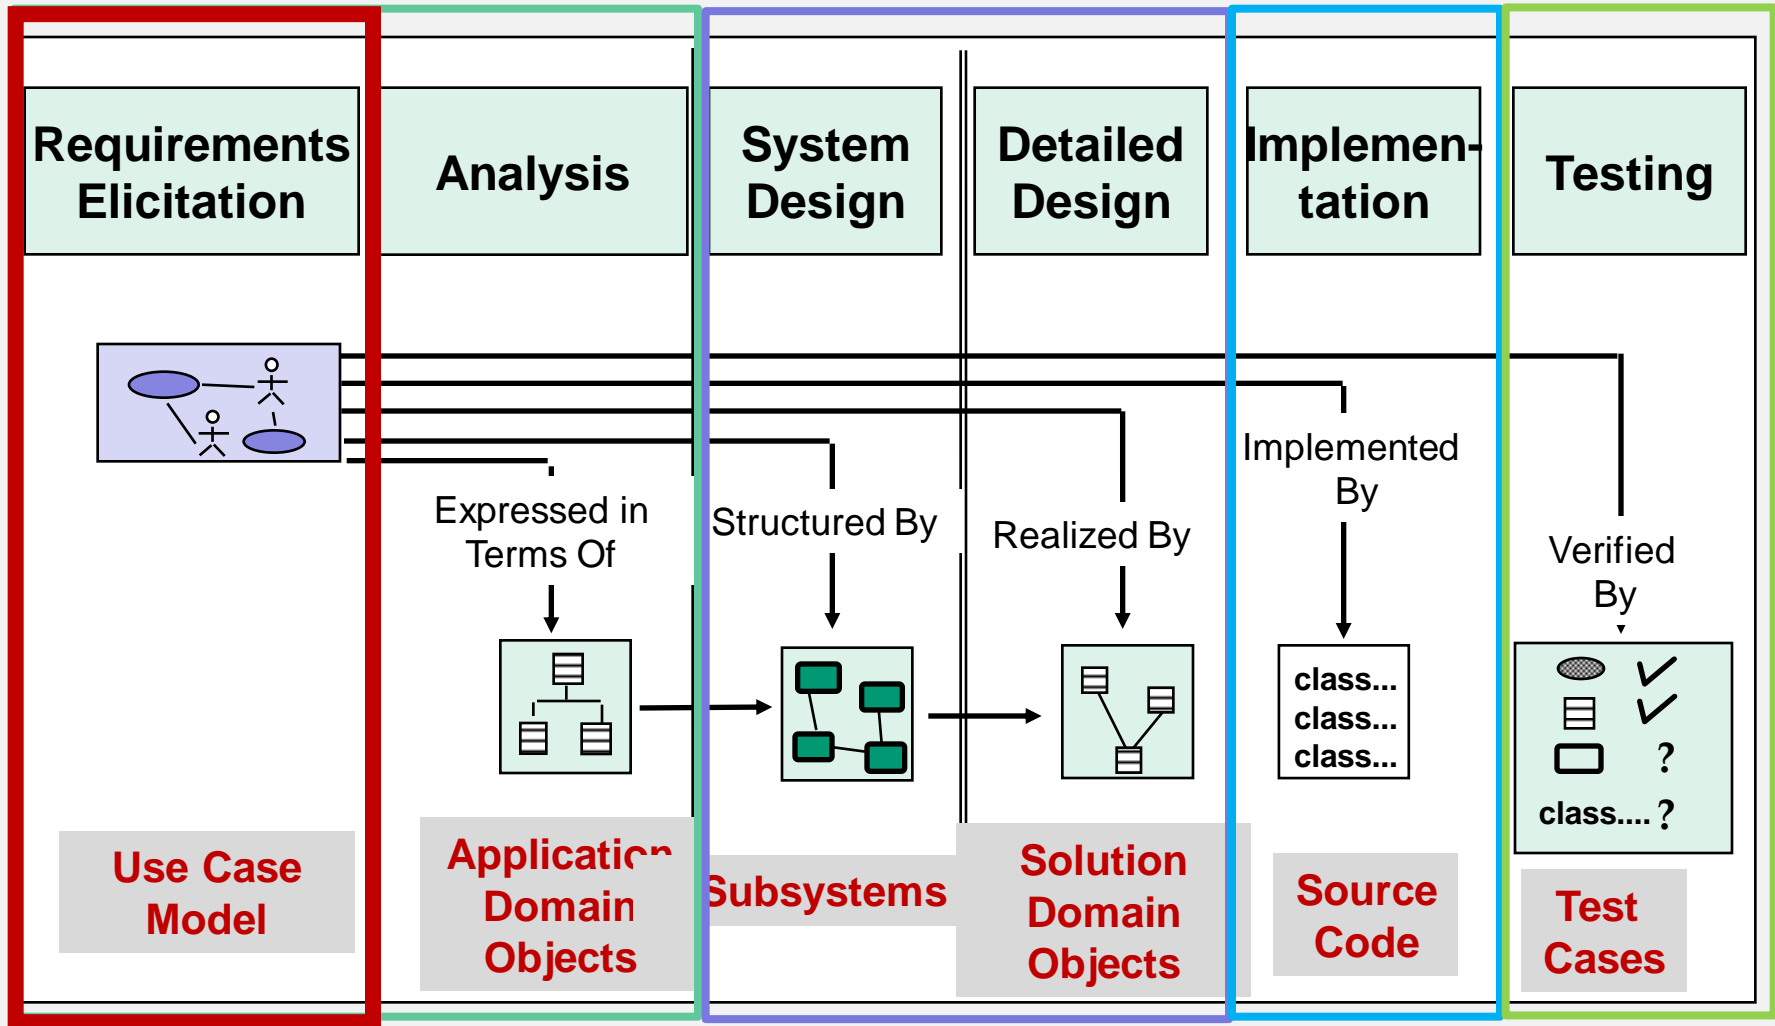 Requirements
Elicitation
Analysis
System
Design
Detailed
Design
Implemen-
tation
Testing
Expressed in
Terms Of
Structured By
Realized By
Implemented
By
Verified
By
class...
class...
class...
?
class.... ?
Use Case
Model
Application
Domain
Objects
Subsystems
Solution
Domain
Objects
Source
Code
Test
Cases